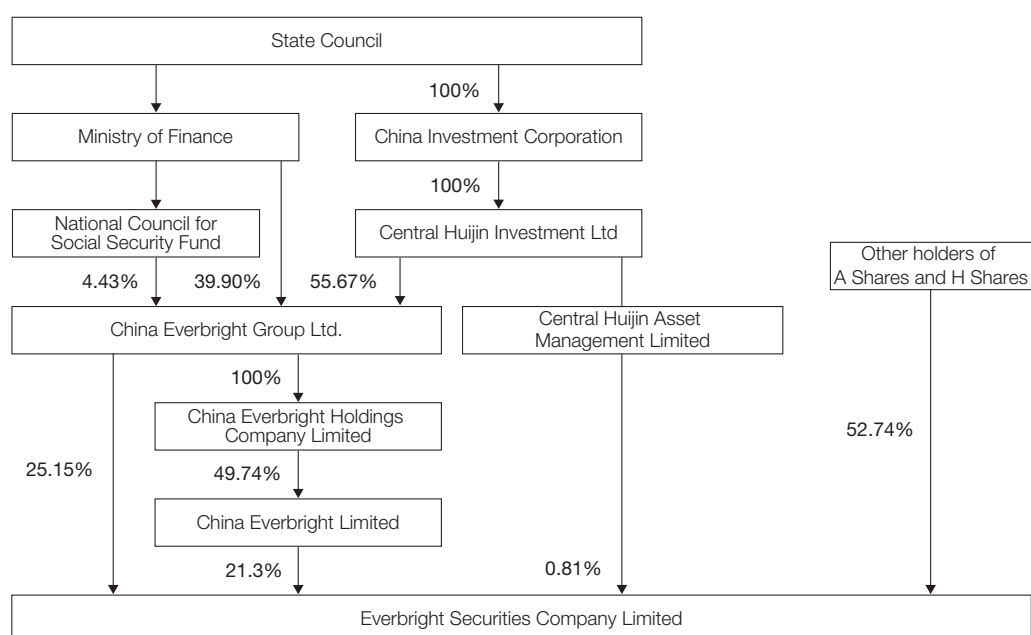 State Council
100%
Ministry of Finance
China Investment Corporation
100%
National Council for
Social Security Fund
Central Huijin Investment Ltd
Other holders of
A Shares and H Shares
4.43%
39.90%
55.67%
China Everbright Group Ltd.
Central Huijin Asset
Management Limited
100%
China Everbright Holdings
Company Limited
52.74%
25.15%
49.74%
China Everbright Limited
21.3%
0.81%
Everbright Securities Company Limited